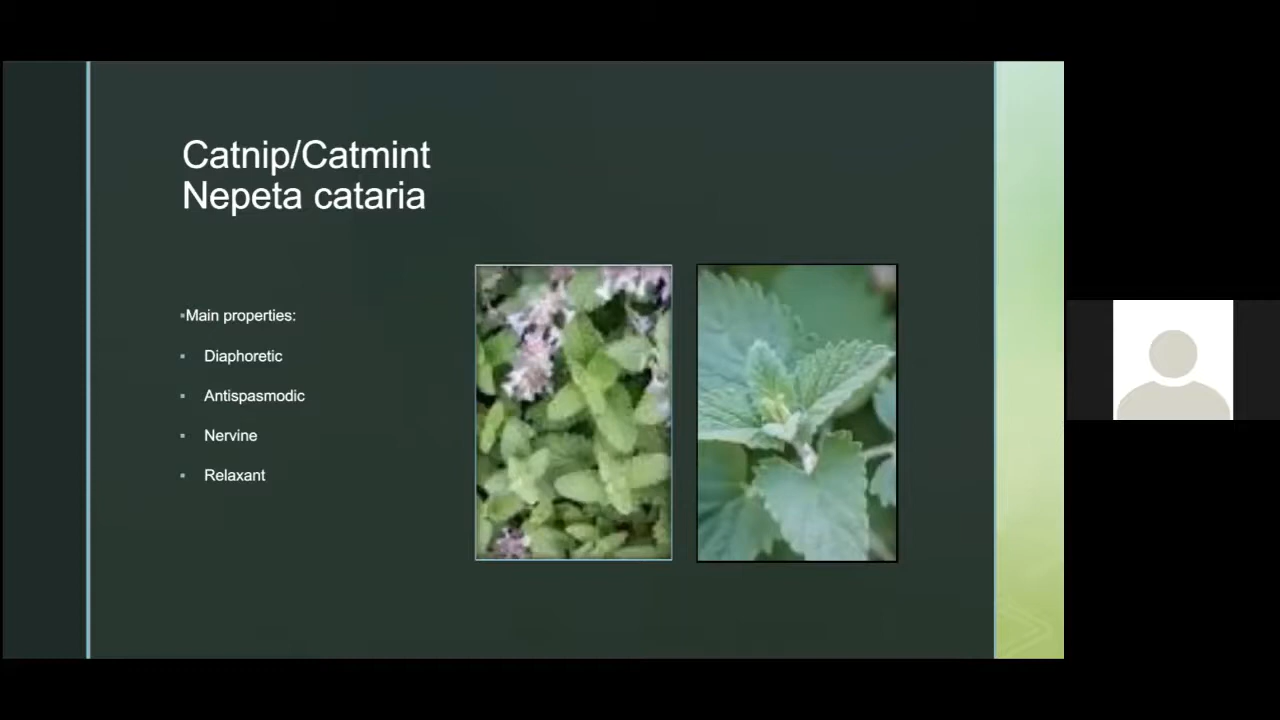 Catnip/Catmint
Nepeta cataria
▪Main properties:
▪ Diaphoretic
▪ Antispasmodic
▪ Nervine
▪ Relaxant